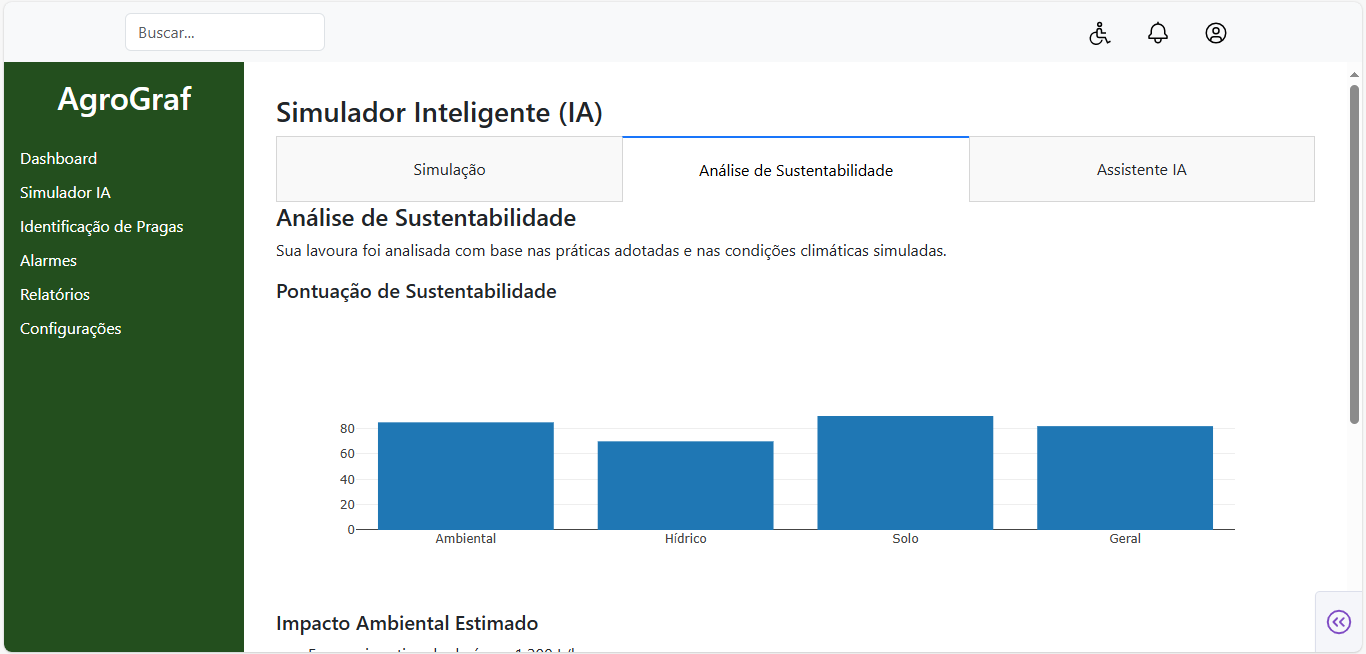 Buscar...
AgroGraf
Dashboard
Simulador IA
Identificação de Pragas
Alarmes
Relatórios
Configurações
Simulador Inteligente (IA)
Simulação
Análise de Sustentabilidade
Assistente IA
Análise de Sustentabilidade
Sua lavoura foi analisada com base nas práticas adotadas e nas condições climáticas simuladas.
Pontuação de Sustentabilidade
80
60
40
20
0
Ambiental
Hídrico
Solo
Geral
Impacto Ambiental Estimado